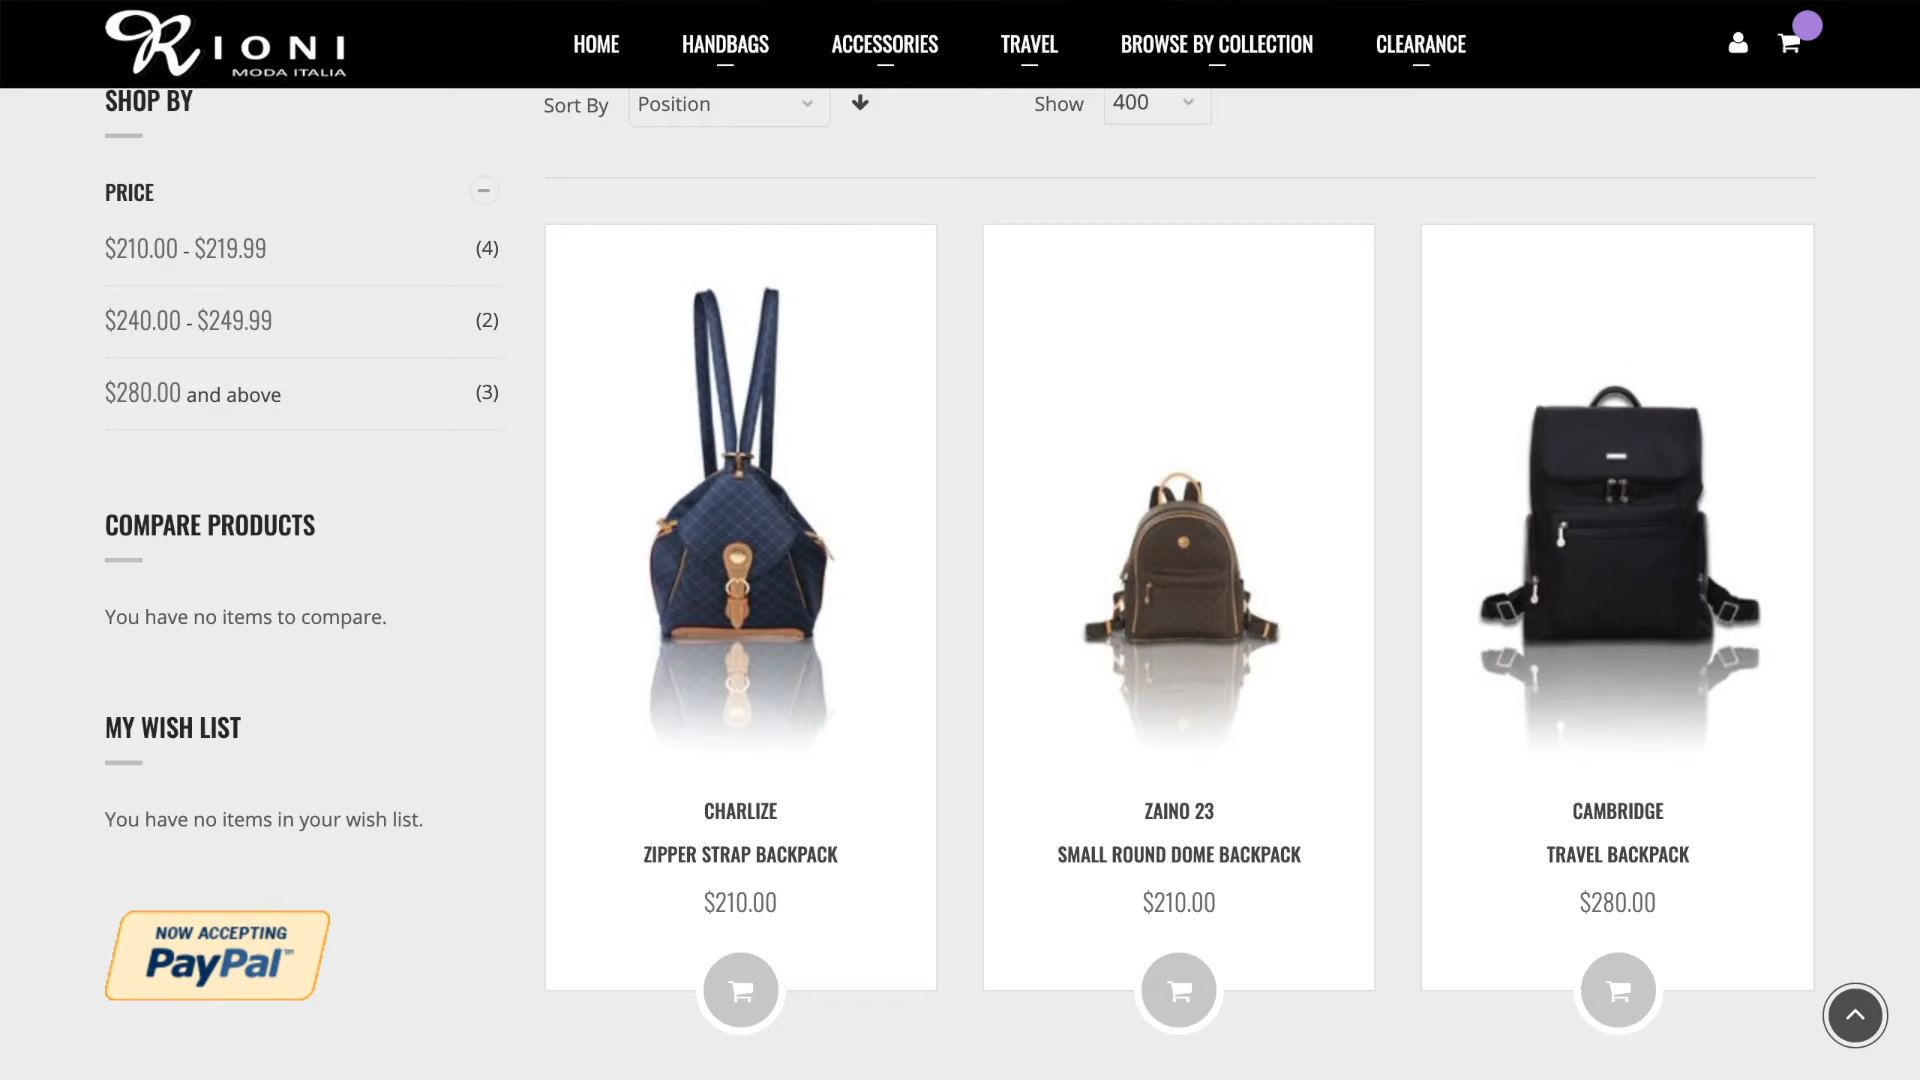 RIONI
MODA ITALIA
HOME
HANDBAGS
ACCESSORIES
TRAVEL
BROWSE BY COLLECTION
CLEARANCE
SHOP BY
Sort By
Position
Show
400
PRICE
$210.00 - $219.99
(4)
$240.00 - $249.99
(2)
$280.00 and above
(3)
COMPARE PRODUCTS
You have no items to compare.
MY WISH LIST
You have no items in your wish list.
NOW ACCEPTING
PayPal™
CHARLIZE
ZIPPER STRAP BACKPACK
$210.00
ZAINO 23
SMALL ROUND DOME BACKPACK
$210.00
CAMBRIDGE
TRAVEL BACKPACK
$280.00